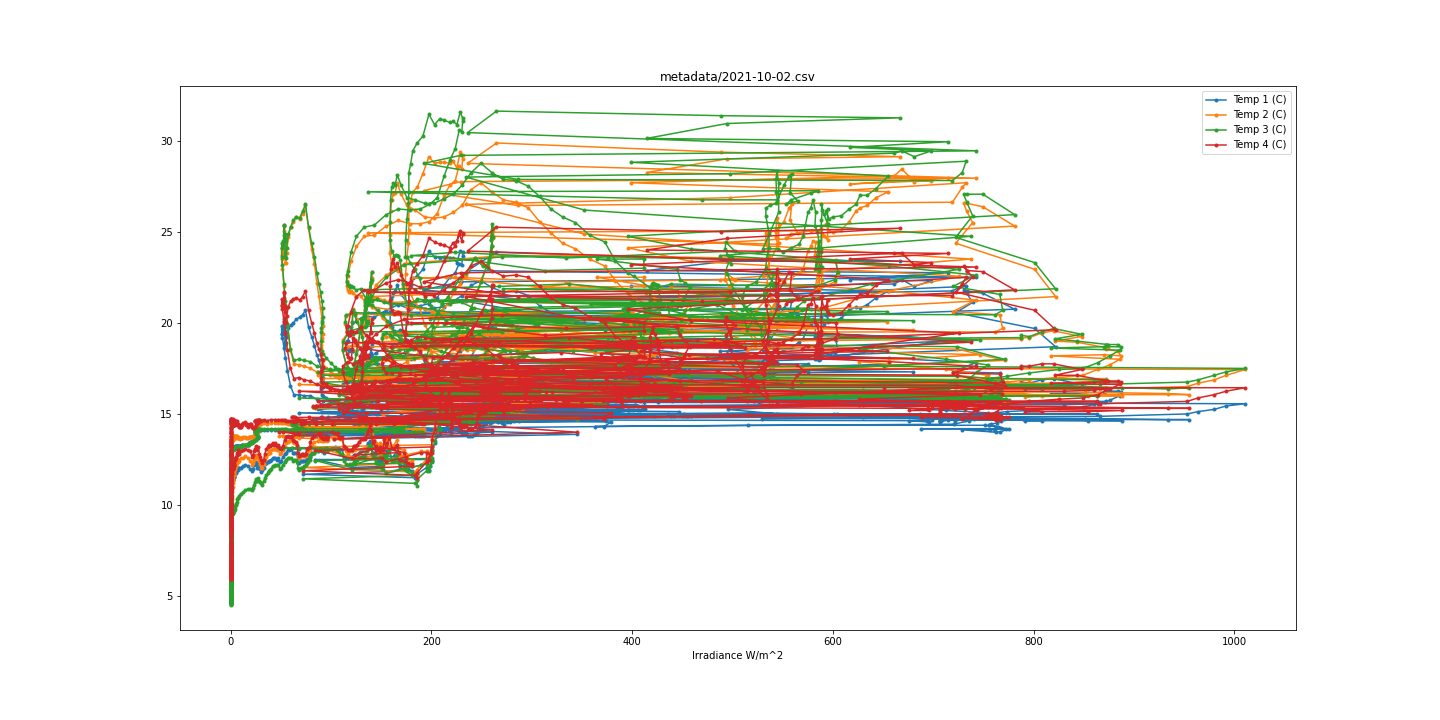 metadata/2021-10-02.csv
Temp 1 (C)
Temp 2 (C)
Temp 3 (C)
Temp 4 (C)
30
25
20
15
10
5
0 200 400 600 800 1000
Irradiance W/m^2